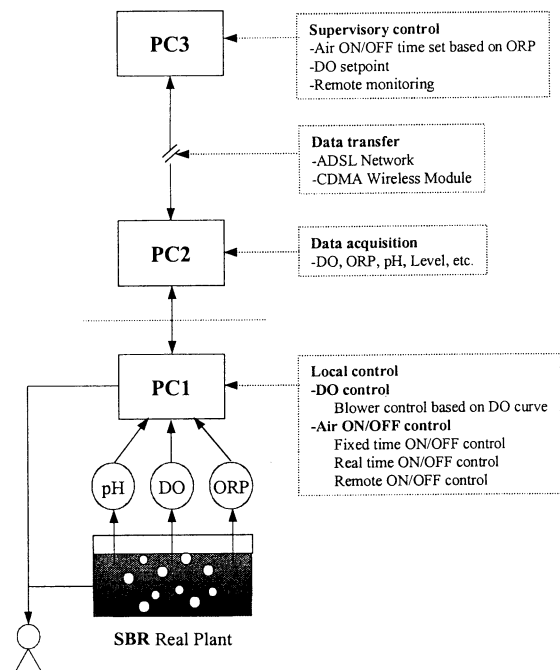 PC3
Supervisory control
-Air ON/OFF time set based on ORP
-DO setpoint
-Remote monitoring
Data transfer
-ADSL Network
-CDMA Wireless Module
PC2
Data acquisition
-DO, ORP, pH, Level, etc.
PC1
Local control
-DO control
Blower control based on DO curve
-Air ON/OFF control
Fixed time ON/OFF control
Real time ON/OFF control
Remote ON/OFF control
pH
DO
ORP
SBR Real Plant